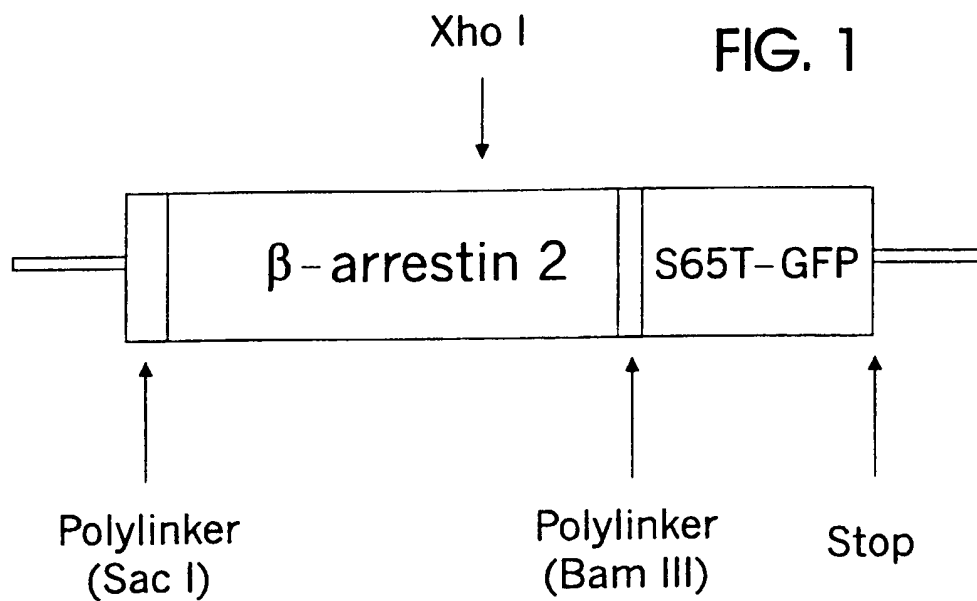 Xho I
FIG. 1
β-arrestin 2
S65T-GFP
Polylinker
(Sac I)
Polylinker
(Bam III)
Stop